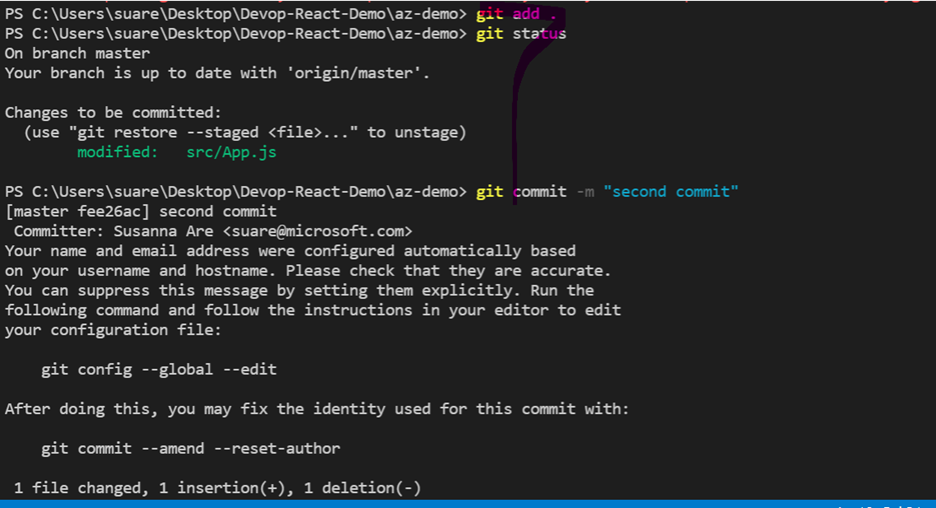 PS C:\Users\suare\Desktop\Devop-React-Demo\az-demo> git add .
PS C:\Users\suare\Desktop\Devop-React-Demo\az-demo> git status
On branch master
Your branch is up to date with 'origin/master'.
Changes to be committed:
(use "git restore --staged <file>..." to unstage)
modified: src/App.js
PS C:\Users\suare\Desktop\Devop-React-Demo\az-demo> git commit -m "second commit"
[master fee26ac] second commit
Committer: Susanna Are <suare@microsoft.com>
Your name and email address were configured automatically based
on your username and hostname. Please check that they are accurate.
You can suppress this message by setting them explicitly. Run the
following command and follow the instructions in your editor to edit
your configuration file:
git config --global --edit
After doing this, you may fix the identity used for this commit with:
git commit --amend --reset-author
1 file changed, 1 insertion(+), 1 deletion(-)